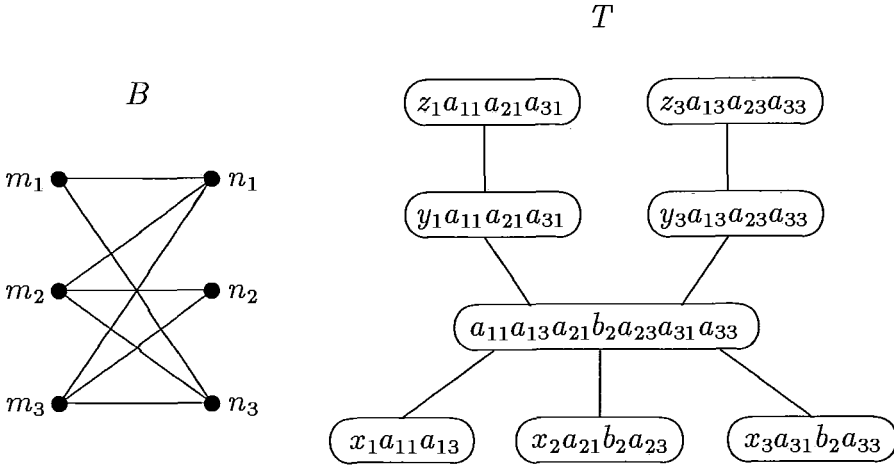 T
B
z₁a₁₁a₂₁a₃₁
z₃a₁₃a₂₃a₃₃
m₁
n₁
y₁a₁₁a₂₁a₃₁
y₃a₁₃a₂₃a₃₃
m₂
n₂
a₁₁a₁₃a₂₁b₂a₂₃a₃₁a₃₃
m₃
n₃
x₁a₁₁a₁₃
x₂a₂₁b₂a₂₃
x₃a₃₁b₂a₃₃